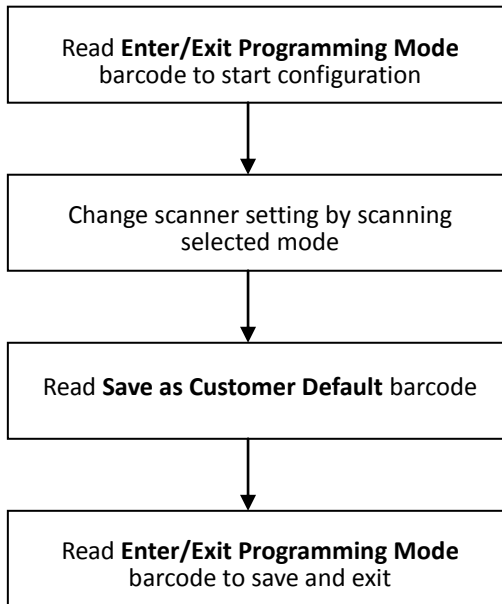 Read Enter/Exit Programming Mode
barcode to start configuration
Change scanner setting by scanning
selected mode
Read Save as Customer Default barcode
Read Enter/Exit Programming Mode
barcode to save and exit